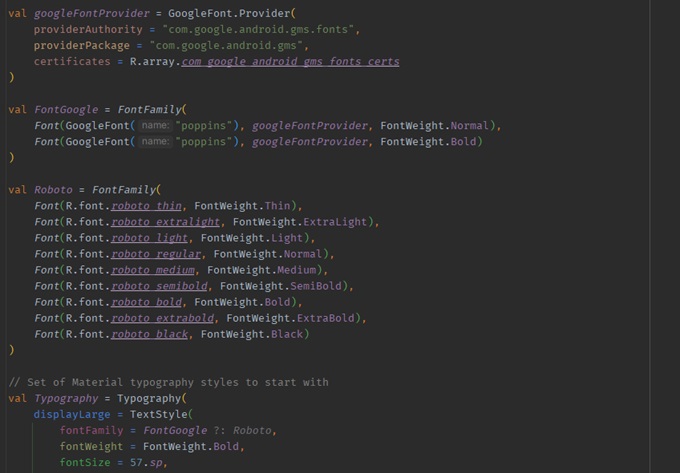 val googleFontProvider = GoogleFont.Provider(
    providerAuthority = "com.google.android.gms.fonts",
    providerPackage = "com.google.android.gms",
    certificates = R.array.com_google_android_gms_fonts_certs
)

val FontGoogle = FontFamily(
    Font(GoogleFont( name: "poppins"), googleFontProvider, FontWeight.Normal),
    Font(GoogleFont( name: "poppins"), googleFontProvider, FontWeight.Bold)
)

val Roboto = FontFamily(
    Font(R.font.roboto_thin, FontWeight.Thin),
    Font(R.font.roboto_extralight, FontWeight.ExtraLight),
    Font(R.font.roboto_light, FontWeight.Light),
    Font(R.font.roboto_regular, FontWeight.Normal),
    Font(R.font.roboto_medium, FontWeight.Medium),
    Font(R.font.roboto_semibold, FontWeight.SemiBold),
    Font(R.font.roboto_bold, FontWeight.Bold),
    Font(R.font.roboto_extrabold, FontWeight.ExtraBold),
    Font(R.font.roboto_black, FontWeight.Black)
)

// Set of Material typography styles to start with
val Typography = Typography(
    displayLarge = TextStyle(
        fontFamily = FontGoogle ?: Roboto,
        fontWeight = FontWeight.Bold,
        fontSize = 57.sp,